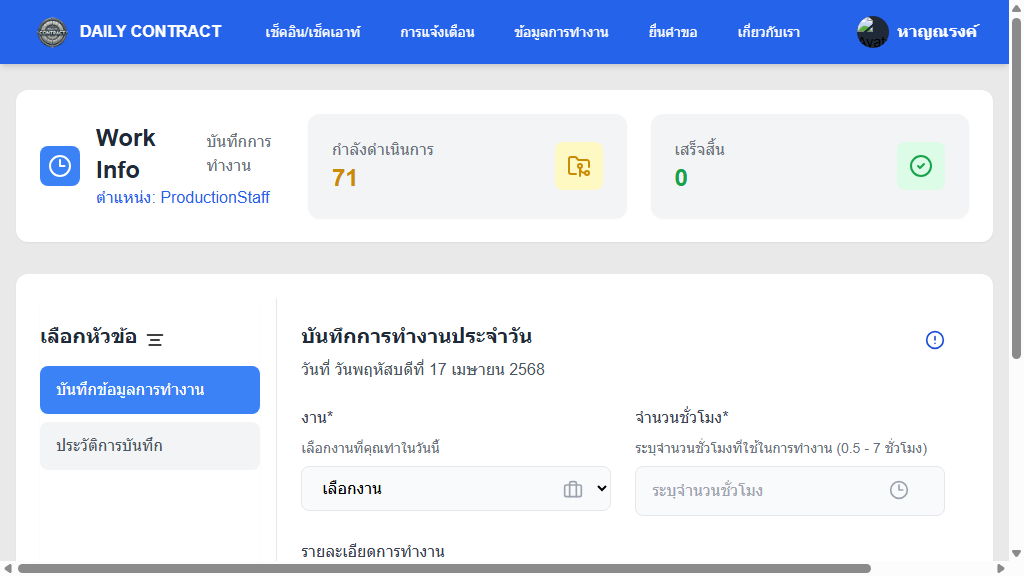 DAILY CONTRACT
เช็คอิน/เช็คเอาท์
การแจ้งเตือน
ข้อมูลการทำงาน
ยื่นคำขอ
เกี่ยวกับเรา
หาญณรงค์
Work Info
บันทึกการทำงาน
ตำแหน่ง: ProductionStaff
กำลังดำเนินการ
71
เสร็จสิ้น
0
เลือกหัวข้อ
บันทึกข้อมูลการทำงาน
ประวัติการบันทึก
บันทึกการทำงานประจำวัน
วันที่ วันพฤหัสบดีที่ 17 เมษายน 2568
งาน*
เลือกงานที่คุณทำในวันนี้
เลือกงาน
จำนวนชั่วโมง*
ระบุจำนวนชั่วโมงที่ใช้ในการทำงาน (0.5 - 7 ชั่วโมง)
ระบุจำนวนชั่วโมง
รายละเอียดการทำงาน